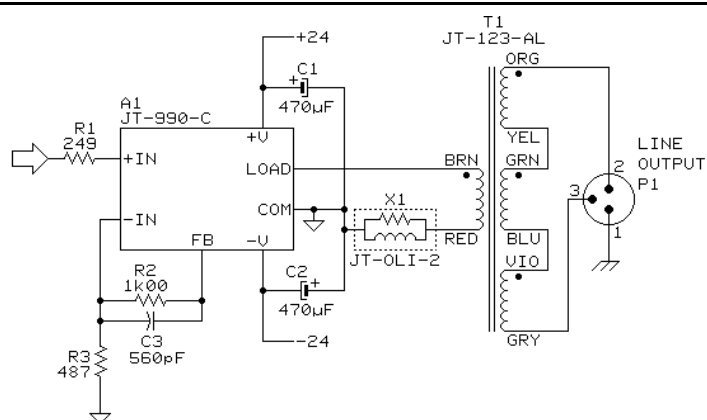 T1
JT-123-AL
+24
C1
+
470µF
A1
JT-990-C
R1
249
+IN
-IN
+V
LOAD
COM
-V
FB
R2
1k00
C3
560pF
R3
487
C2
+
470µF
-24
X1
JT-OLI-2
BRN
RED
ORG
YEL
GRN
BLU
VIO
GRY
LINE
OUTPUT
P1
2
3
1